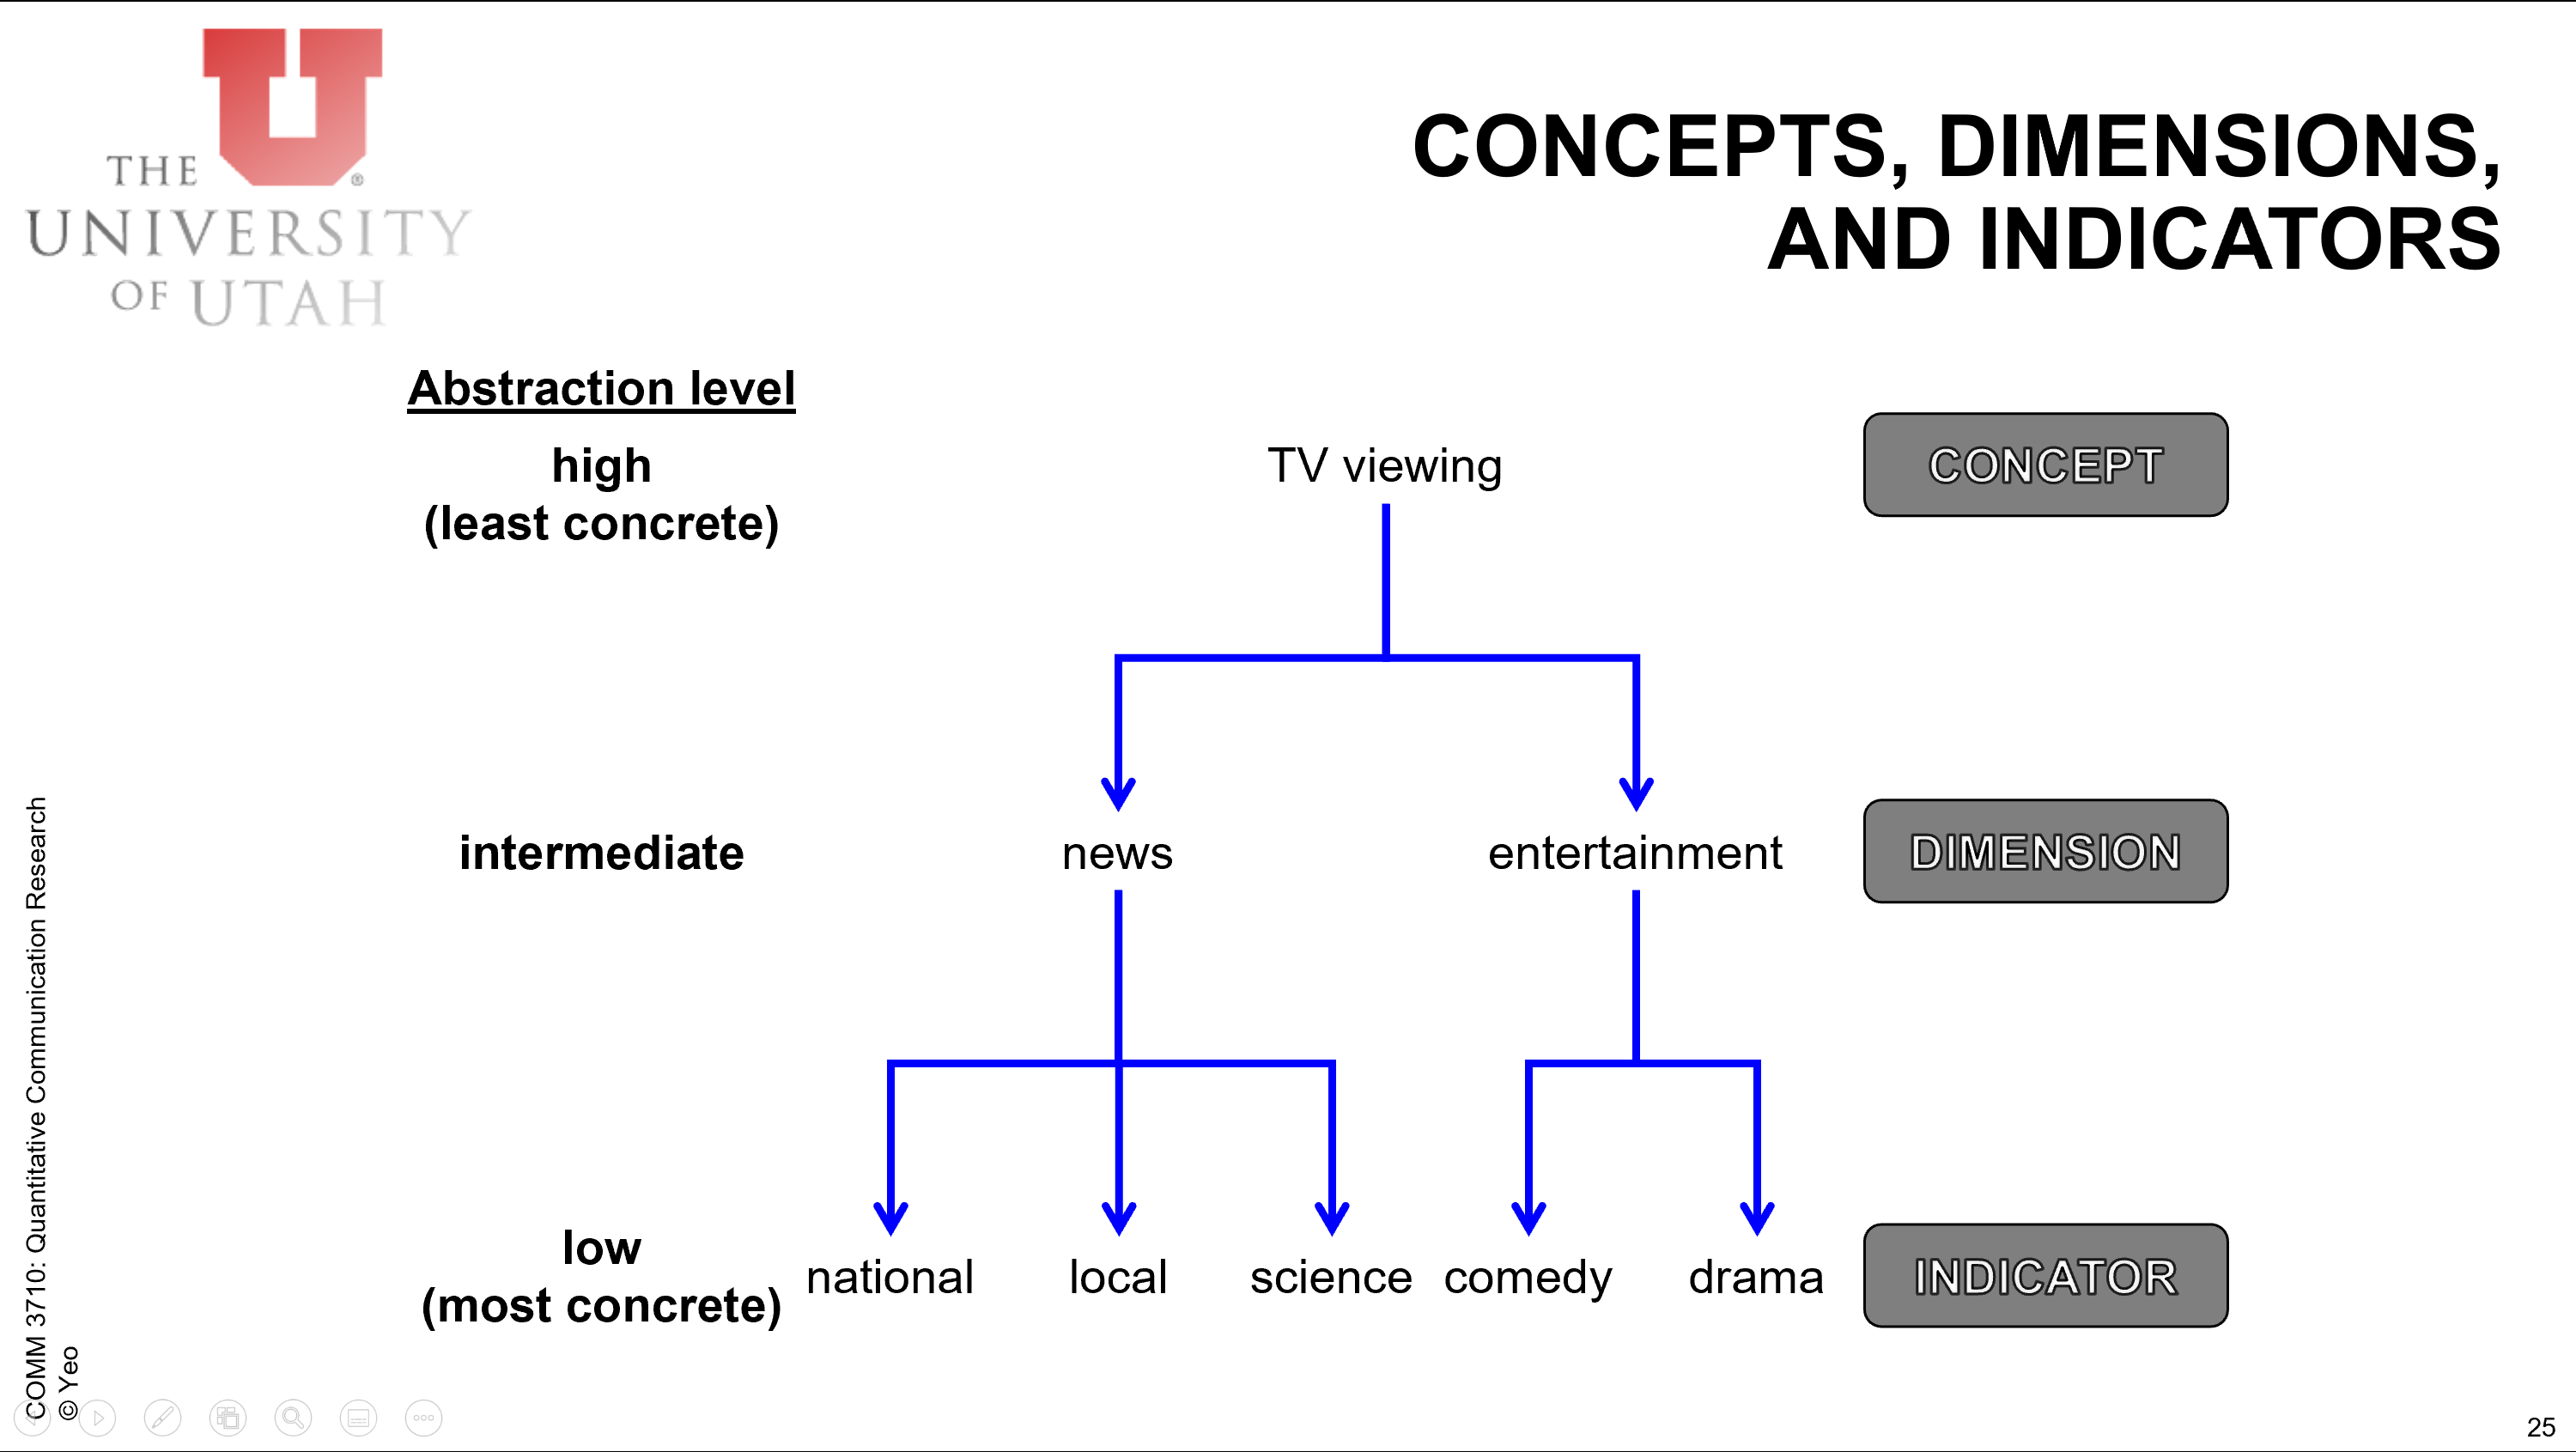 THE
UNIVERSITY
OF UTAH
®
CONCEPTS, DIMENSIONS,
AND INDICATORS
Abstraction level
high
(least concrete)
TV viewing
CONCEPT
intermediate
news
entertainment
DIMENSION
low
(most concrete)
national
local
science
comedy
drama
INDICATOR
COMM 3710: Quantitative Communication Research
© Yeo
25